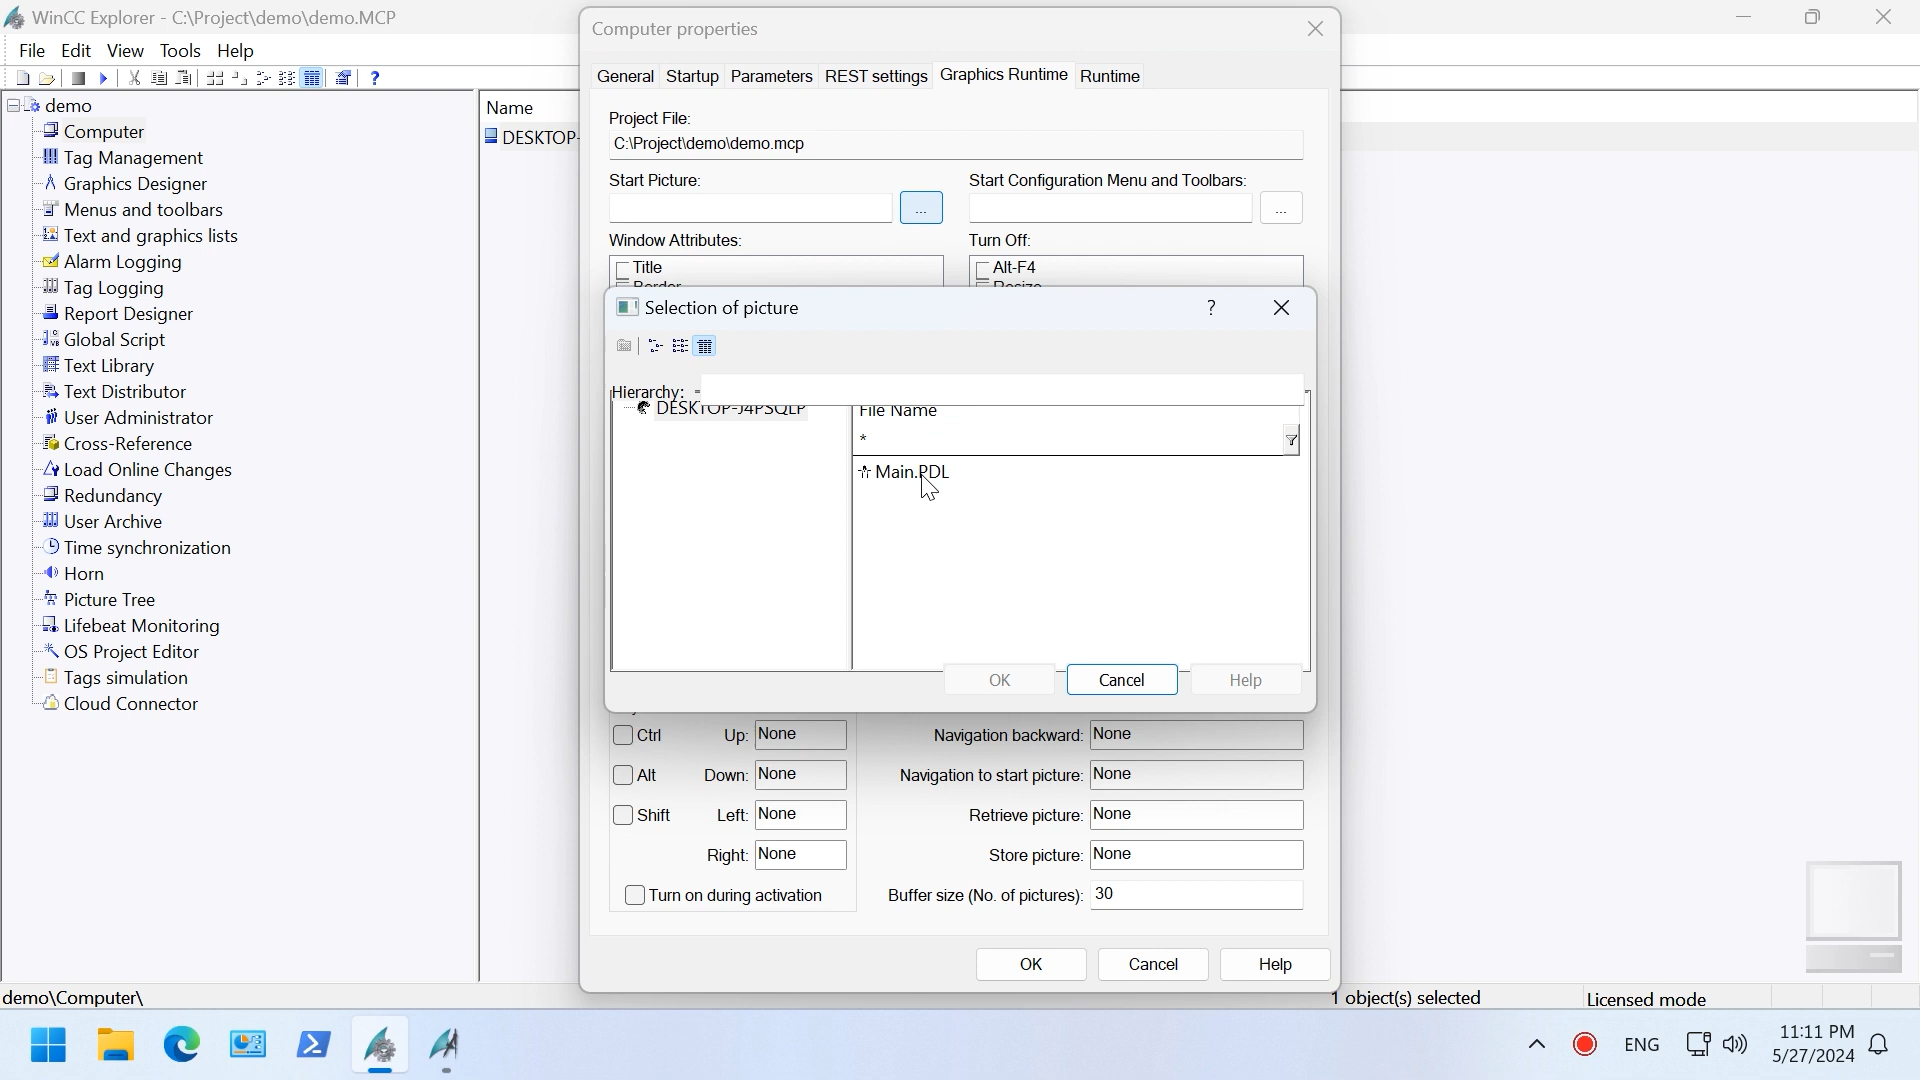 WinCC Explorer - C:\Project\demo\demo.MCP
File Edit View Tools Help
demo
Computer
Tag Management
Graphics Designer
Menus and toolbars
Text and graphics lists
Alarm Logging
Tag Logging
Report Designer
Global Script
Text Library
Text Distributor
User Administrator
Cross-Reference
Load Online Changes
Redundancy
User Archive
Time synchronization
Horn
Picture Tree
Lifebeat Monitoring
OS Project Editor
Tags simulation
Cloud Connector
Name
DESKTOP-
Computer properties
General Startup Parameters REST settings Graphics Runtime Runtime
Project File:
C:\Project\demo\demo.mcp
Start Picture: Start Configuration Menu and Toolbars:
... ...
Window Attributes: Turn Off:
Title Alt-F4
Border Resize
Selection of picture
?
Hierarchy:
DESKTOP-J4PSQLP File Name
*
Main.PDL
OK Cancel Help
Ctrl Up: None Navigation backward: None
Alt Down: None Navigation to start picture: None
Shift Left: None Retrieve picture: None
Right: None Store picture: None
Turn on during activation Buffer size (No. of pictures): 30
OK Cancel Help
demo\Computer\ 1 object(s) selected Licensed mode
ENG 11:11 PM
5/27/2024